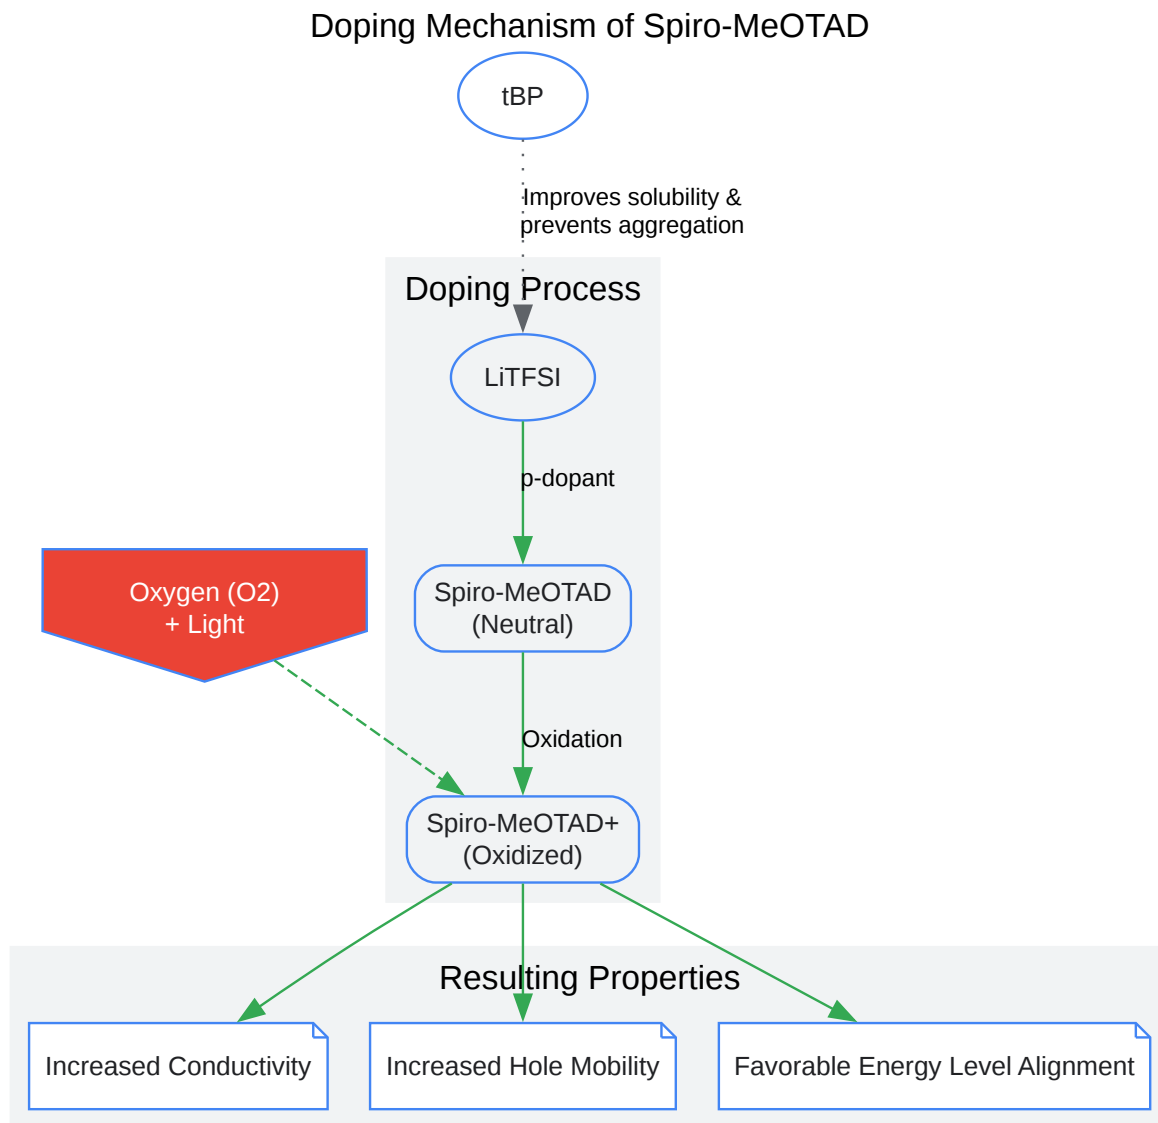 Doping Mechanism of Spiro-MeOTAD
tBP
Improves solubility &
prevents aggregation
Doping Process
LiTFSI
p-dopant
Oxygen (O2)
+ Light
Spiro-MeOTAD
(Neutral)
Oxidation
Spiro-MeOTAD+
(Oxidized)
Resulting Properties
Increased Conductivity
Increased Hole Mobility
Favorable Energy Level Alignment